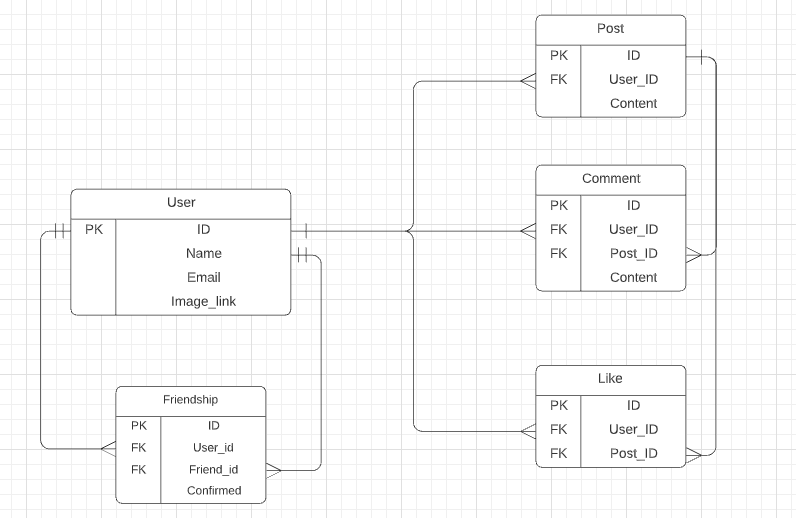 Post
PK ID
FK User_ID
Content
Comment
PK ID
FK User_ID
FK Post_ID
Content
User
PK ID
Name
Email
Image_link
Like
PK ID
FK User_ID
FK Post_ID
Friendship
PK ID
FK User_id
FK Friend_id
Confirmed